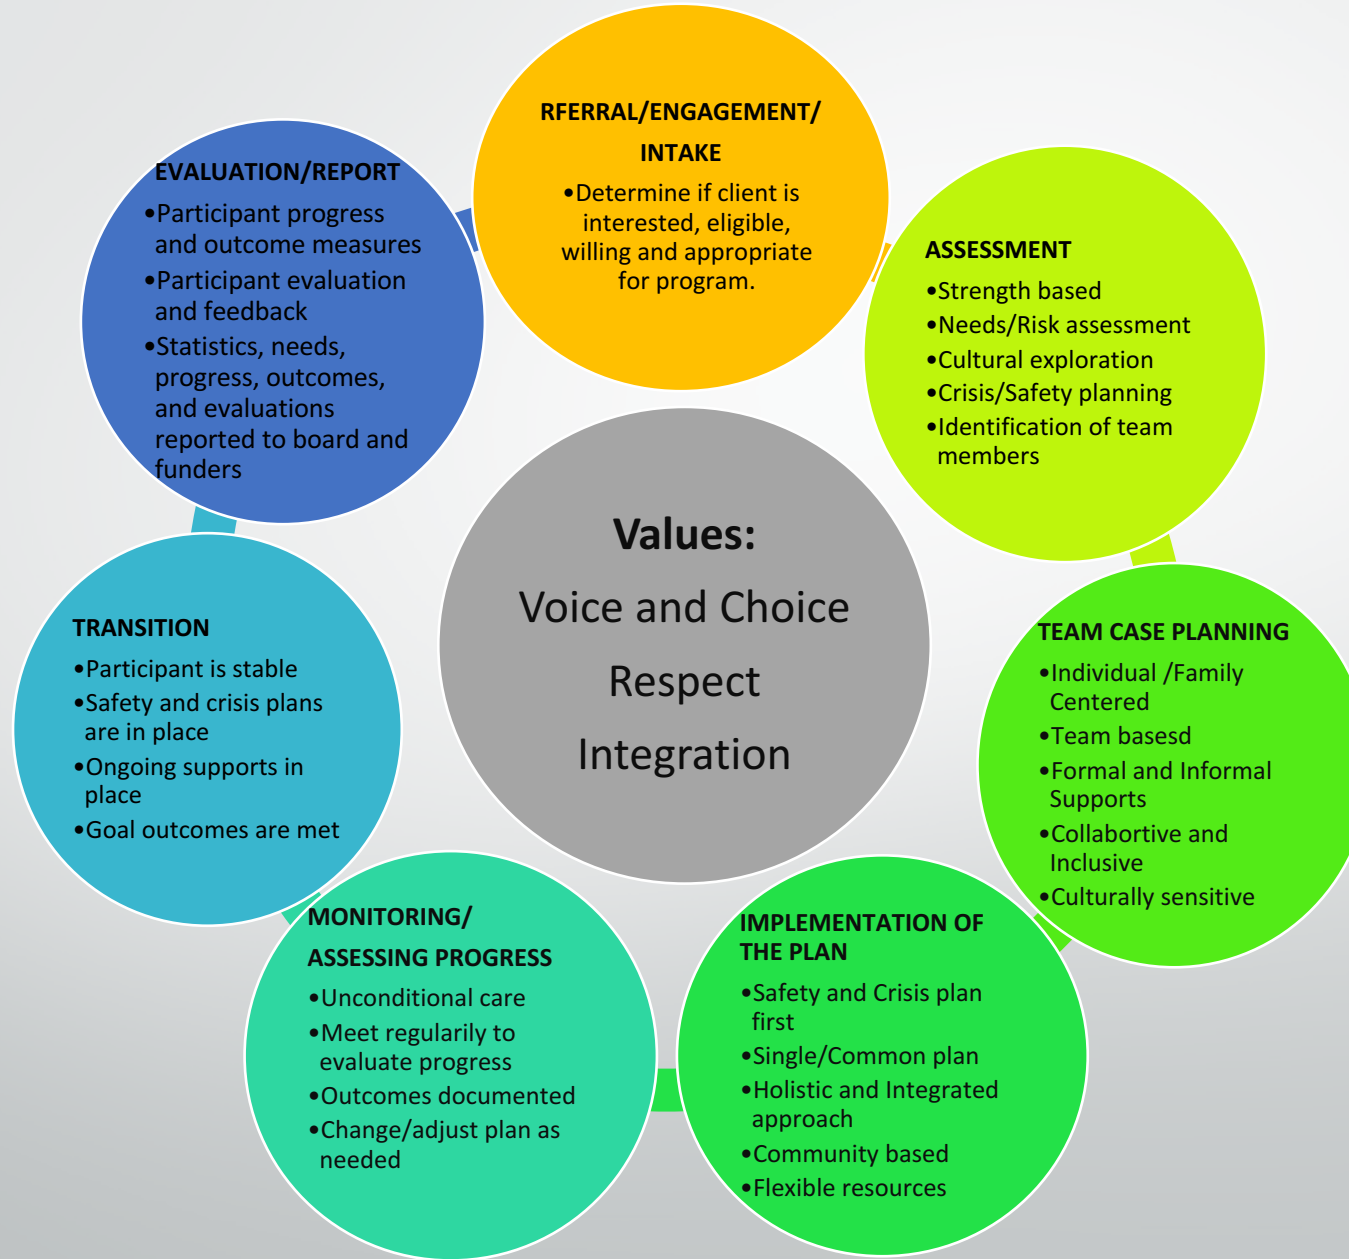 RFERRAL/ENGAGEMENT/
INTAKE
•Determine if client is
interested, eligible,
willing and appropriate
for program.
ASSESSMENT
•Strength based
•Needs/Risk assessment
•Cultural exploration
•Crisis/Safety planning
•Identification of team
members
TEAM CASE PLANNING
•Individual /Family
Centered
•Team basesd
•Formal and Informal
Supports
•Collabortive and
Inclusive
•Culturally sensitive
IMPLEMENTATION OF
THE PLAN
•Safety and Crisis plan
first
•Single/Common plan
•Holistic and Integrated
approach
•Community based
•Flexible resources
MONITORING/
ASSESSING PROGRESS
•Unconditional care
•Meet regularily to
evaluate progress
•Outcomes documented
•Change/adjust plan as
needed
TRANSITION
•Participant is stable
•Safety and crisis plans
are in place
•Ongoing supports in
place
•Goal outcomes are met
EVALUATION/REPORT
•Participant progress
and outcome measures
•Participant evaluation
and feedback
•Statistics, needs,
progress, outcomes,
and evaluations
reported to board and
funders
Values:
Voice and Choice
Respect
Integration